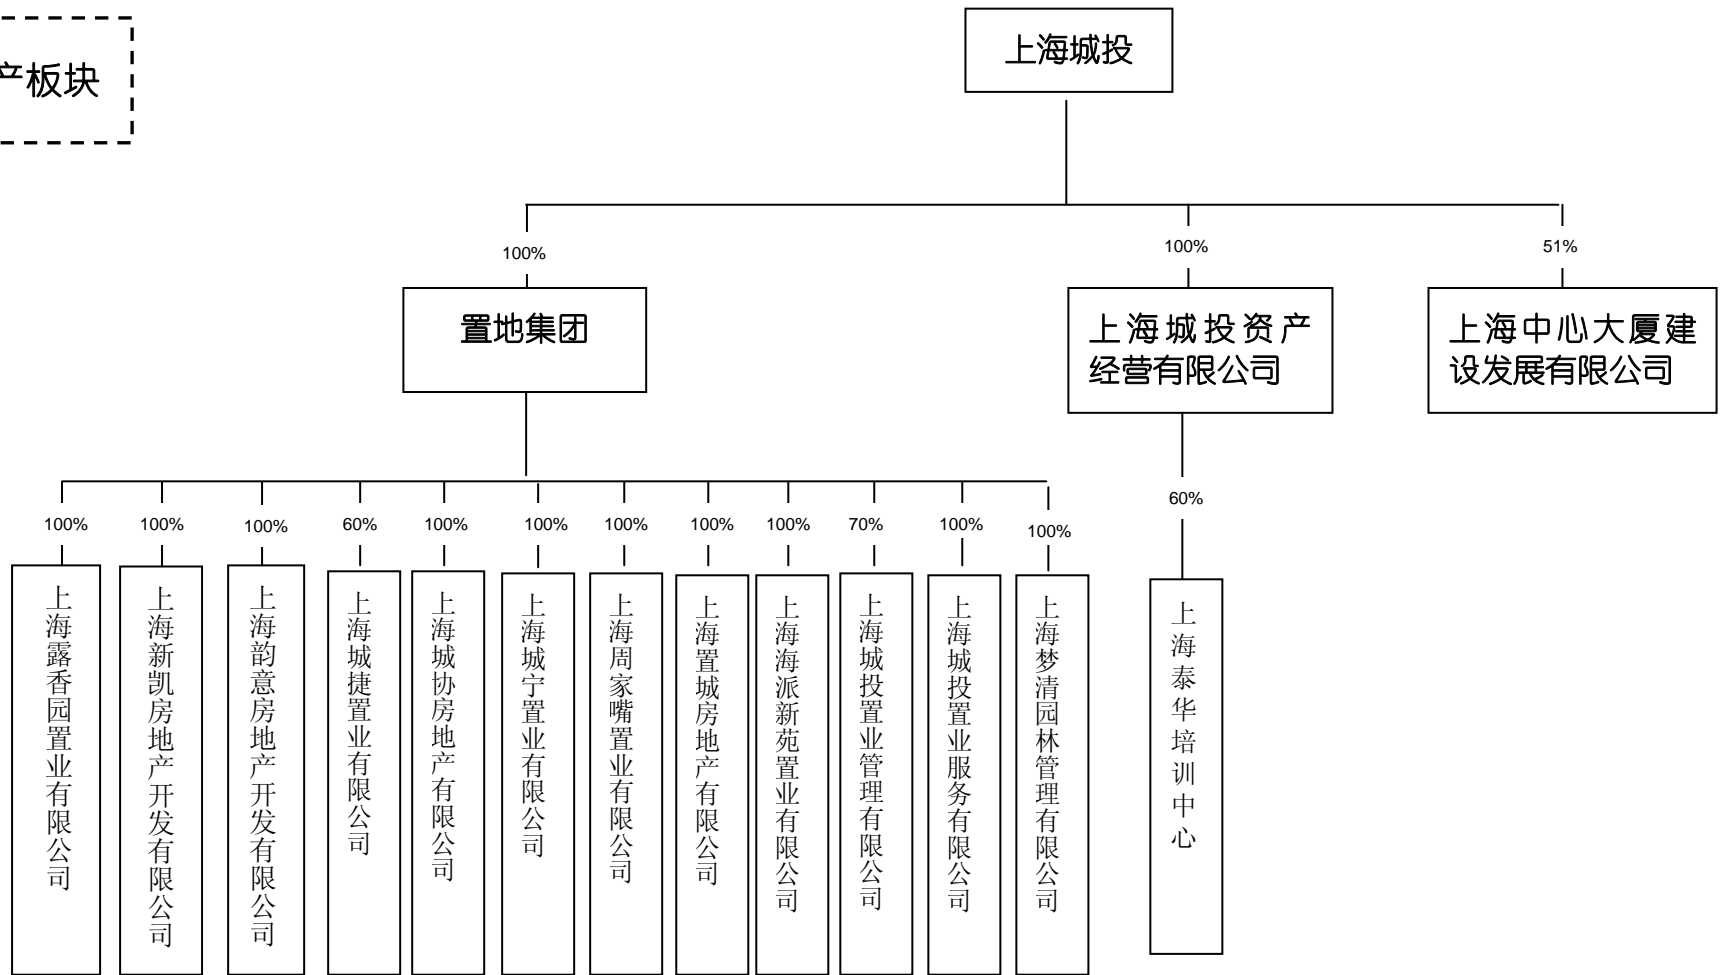 上海城投
产板块
100%
100%
51%
置地集团
上海城投资产
经营有限公司
上海中心大厦建
设发展有限公司
100%
100%
100%
60%
100%
100%
100%
100%
100%
70%
100%
100%
60%
上海露香园置业有限公司
上海新凯房地产开发有限公司
上海韵意房地产开发有限公司
上海城捷置业有限公司
上海城协房地产有限公司
上海城宁置业有限公司
上海周家嘴置业有限公司
上海置城房地产有限公司
上海海派新苑置业有限公司
上海城投置业管理有限公司
上海城投置业服务有限公司
上海梦清园林管理有限公司
上海泰华培训中心